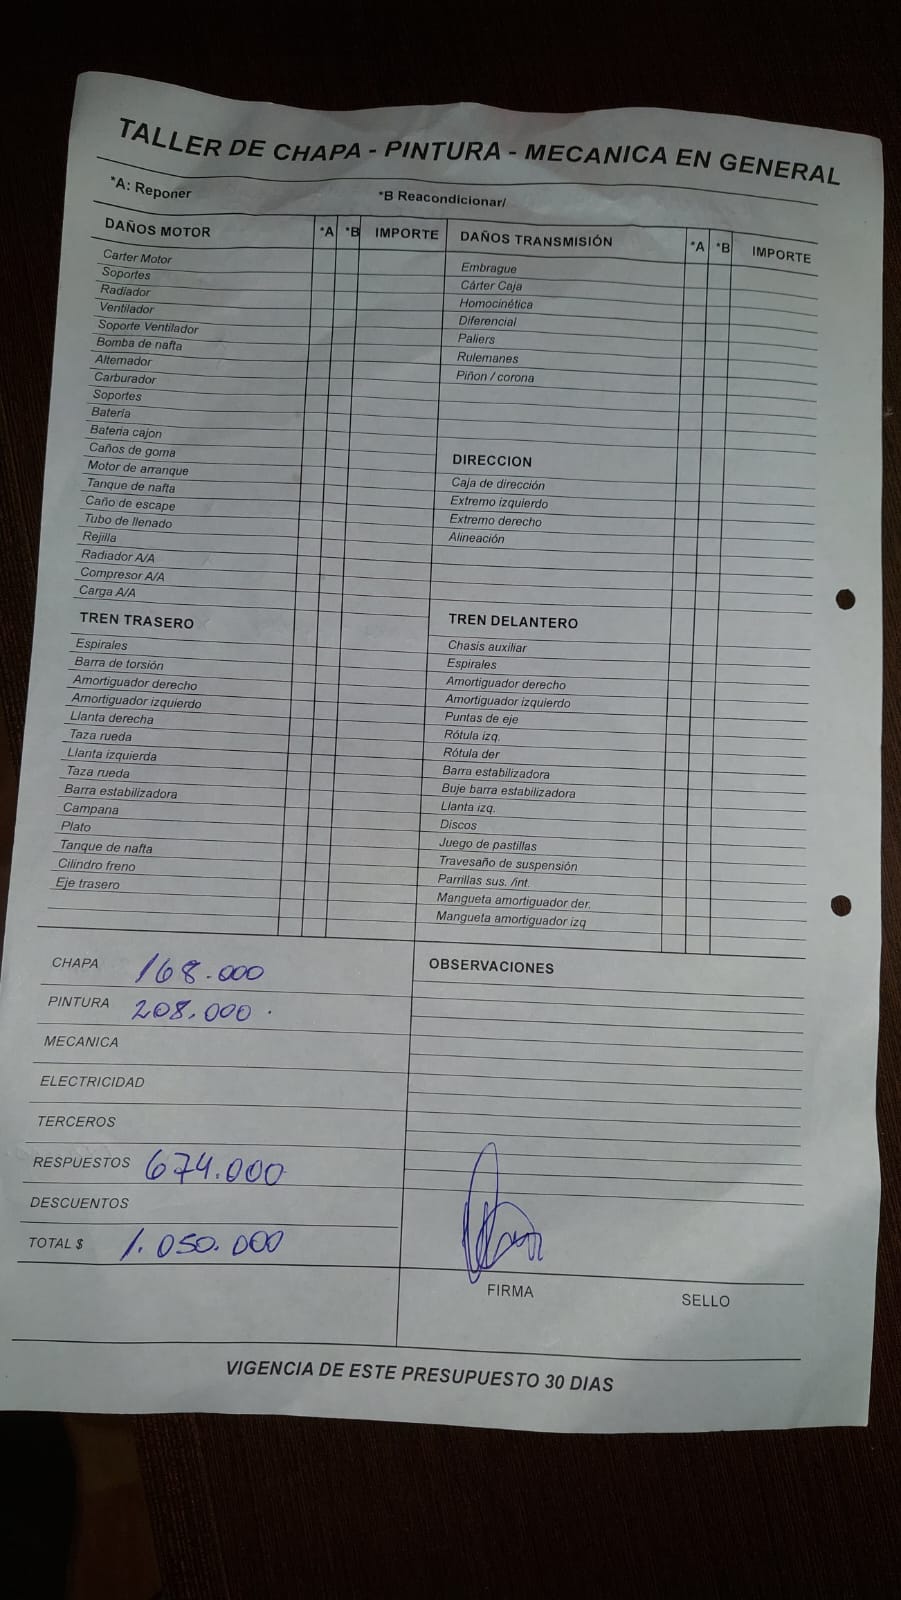 TALLER DE CHAPA - PINTURA - MECANICA EN GENERAL
*A: Reponer
*B Reacondicionar/
DAÑOS MOTOR *A *B IMPORTE
Carter Motor
Soportes
Radiador
Ventilador
Soporte Ventilador
Bomba de nafta
Alternador
Carburador
Soportes
Batería
Bateria cajon
Caños de goma
Motor de arranque
Tanque de nafta
Caño de escape
Tubo de llenado
Rejilla
Radiador A/A
Compresor A/A
Carga A/A
TREN TRASERO
Espirales
Barra de torsión
Amortiguador derecho
Amortiguador izquierdo
Llanta derecha
Taza rueda
Llanta izquierda
Taza rueda
Barra estabilizadora
Campana
Plato
Tanque de nafta
Cilindro freno
Eje trasero
DAÑOS TRANSMISIÓN *A *B IMPORTE
Embrague
Cárter Caja
Homocinética
Diferencial
Paliers
Rulemanes
Piñon / corona
DIRECCION
Caja de dirección
Extremo izquierdo
Extremo derecho
Alineación
TREN DELANTERO
Chasis auxiliar
Espirales
Amortiguador derecho
Amortiguador izquierdo
Puntas de eje
Rótula izq.
Rótula der
Barra estabilizadora
Buje barra estabilizadora
Llanta izq.
Discos
Juego de pastillas
Travesaño de suspensión
Parrillas sus. /int.
Mangueta amortiguador der.
Mangueta amortiguador izq
CHAPA 168.000
PINTURA 208.000.
MECANICA
ELECTRICIDAD
TERCEROS
RESPUESTOS 674.000
DESCUENTOS
TOTAL $ 1.050.000
OBSERVACIONES
FIRMA
SELLO
VIGENCIA DE ESTE PRESUPUESTO 30 DIAS